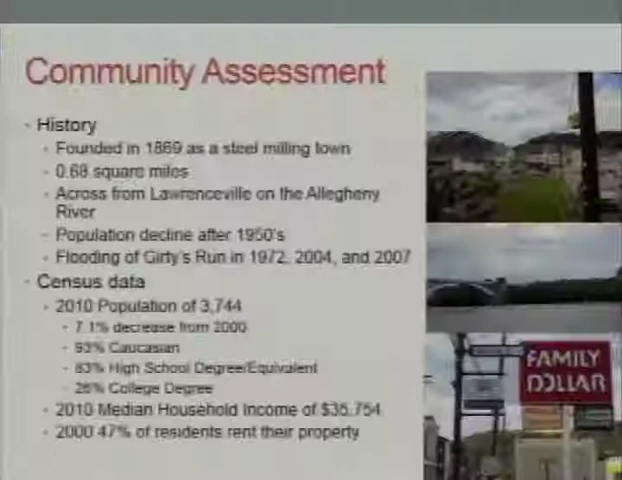 Community Assessment
History
Founded in 1869 as a steel milling town
0.68 square miles
Across from Lawrenceville on the Allegheny
River
Population decline after 1950's
Flooding of Girty's Run in 1972, 2004, and 2007
Census data
2010 Population of 3,744
7.1% decrease from 2000
93% Caucasian
83% High School Degree/Equivalent
26% College Degree
2010 Median Household Income of $35,754
2000 47% of residents rent their property
FAMILY
DOLLAR